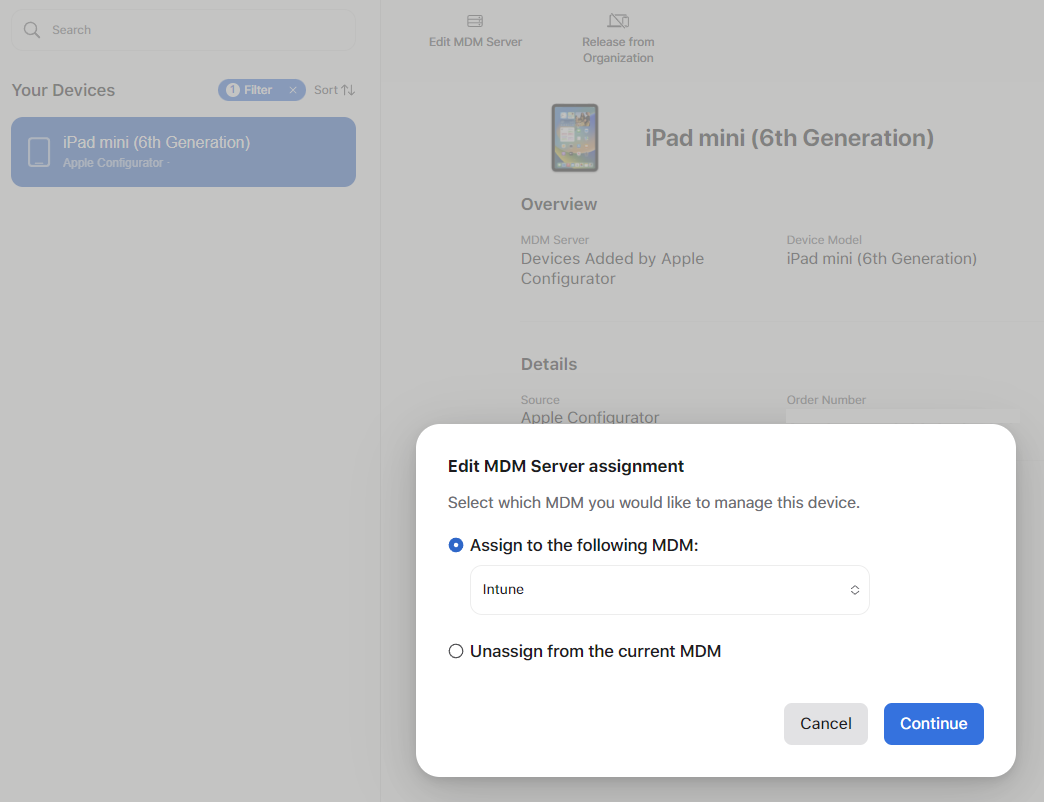 Search
Your Devices
1 Filter ×
Sort
iPad mini (6th Generation)
Apple Configurator -
Edit MDM Server
Release from
Organization
iPad mini (6th Generation)
Overview
MDM Server
Devices Added by Apple
Configurator
Device Model
iPad mini (6th Generation)
Details
Source
Apple Configurator
Order Number
Edit MDM Server assignment
Select which MDM you would like to manage this device.
Assign to the following MDM:
Intune
Unassign from the current MDM
Cancel
Continue